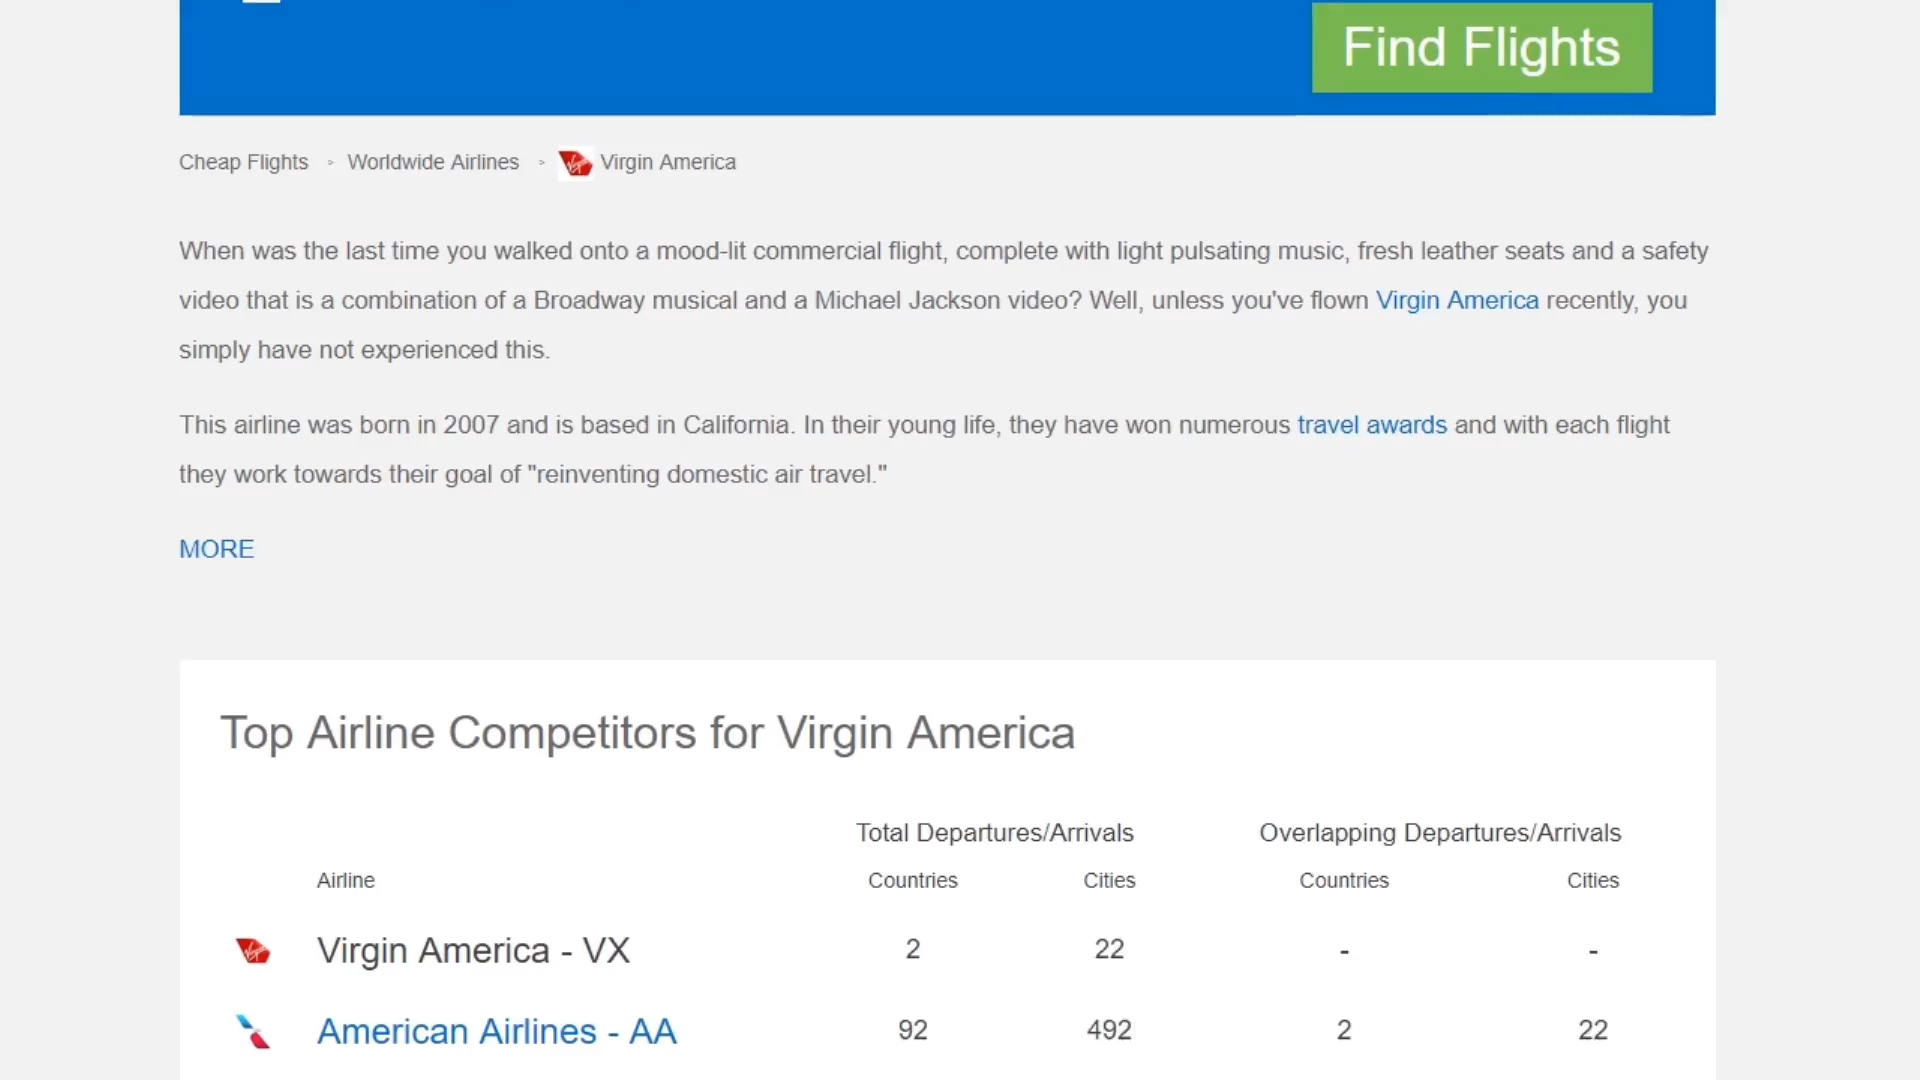 Find Flights
Cheap Flights > Worldwide Airlines > Virgin America
When was the last time you walked onto a mood-lit commercial flight, complete with light pulsating music, fresh leather seats and a safety
video that is a combination of a Broadway musical and a Michael Jackson video? Well, unless you've flown Virgin America recently, you
simply have not experienced this.
This airline was born in 2007 and is based in California. In their young life, they have won numerous travel awards and with each flight
they work towards their goal of "reinventing domestic air travel."
MORE
Top Airline Competitors for Virgin America
Total Departures/Arrivals Overlapping Departures/Arrivals
Airline Countries Cities Countries Cities
Virgin America - VX 2 22 - -
American Airlines - AA 92 492 2 22